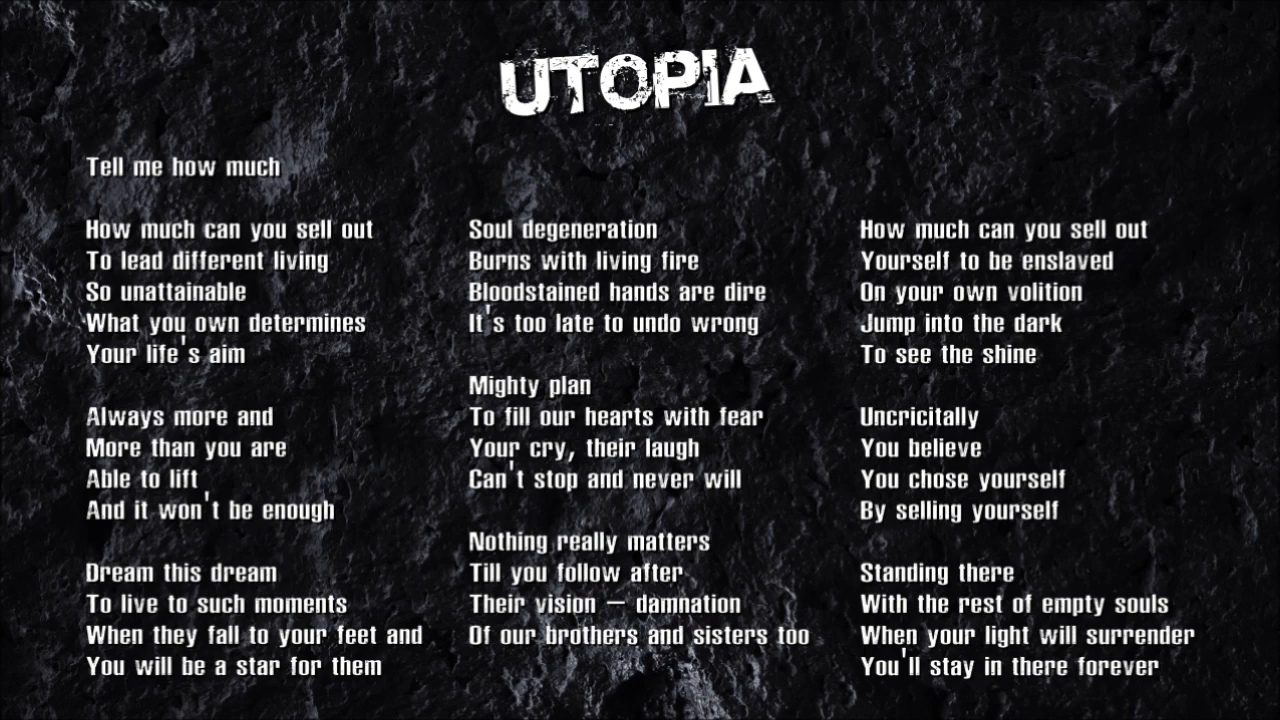 UTOPIA
Tell me how much
How much can you sell out
To lead different living
So unattainable
What you own determines
Your life's aim
Always more and
More than you are
Able to lift
And it won't be enough
Dream this dream
To live to such moments
When they fall to your feet and
You will be a star for them
Soul degeneration
Burns with living fire
Bloodstained hands are dire
It's too late to undo wrong
Mighty plan
To fill our hearts with fear
Your cry, their laugh
Can't stop and never will
Nothing really matters
Till you follow after
Their vision – damnation
Of our brothers and sisters too
How much can you sell out
Yourself to be enslaved
On your own volition
Jump into the dark
To see the shine
Uncricitally
You believe
You chose yourself
By selling yourself
Standing there
With the rest of empty souls
When your light will surrender
You'll stay in there forever